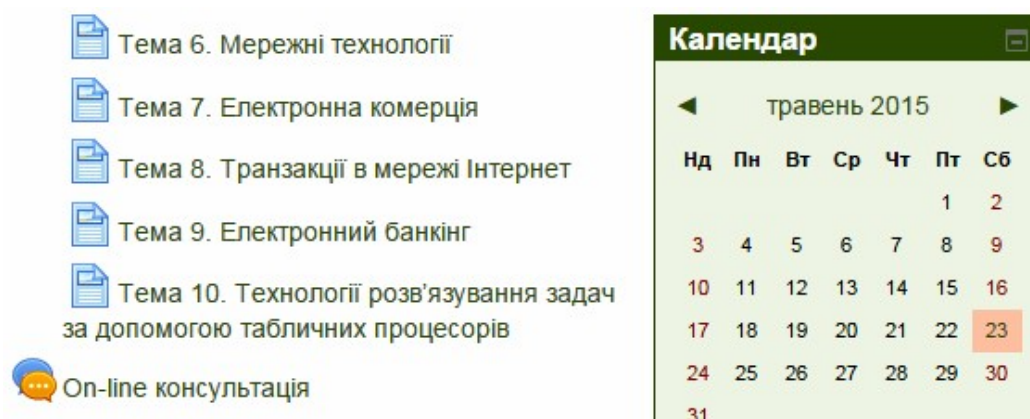 Тема 6. Мережні технології
Тема 7. Електронна комерція
Тема 8. Транзакції в мережі Інтернет
Тема 9. Електронний банкінг
Тема 10. Технології розв'язування задач
за допомогою табличних процесорів
On-line консультація
Календар
◄ травень 2015 ►
Нд Пн Вт Ср Чт Пт Сб
1 2
3 4 5 6 7 8 9
10 11 12 13 14 15 16
17 18 19 20 21 22 23
24 25 26 27 28 29 30
31